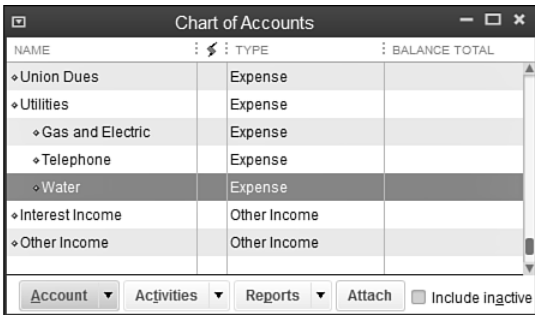 Chart of Accounts
NAME TYPE BALANCE TOTAL
Union Dues Expense
Utilities Expense
Gas and Electric Expense
Telephone Expense
Water Expense
Interest Income Other Income
Other Income Other Income
Account Activities Reports Attach Include inactive